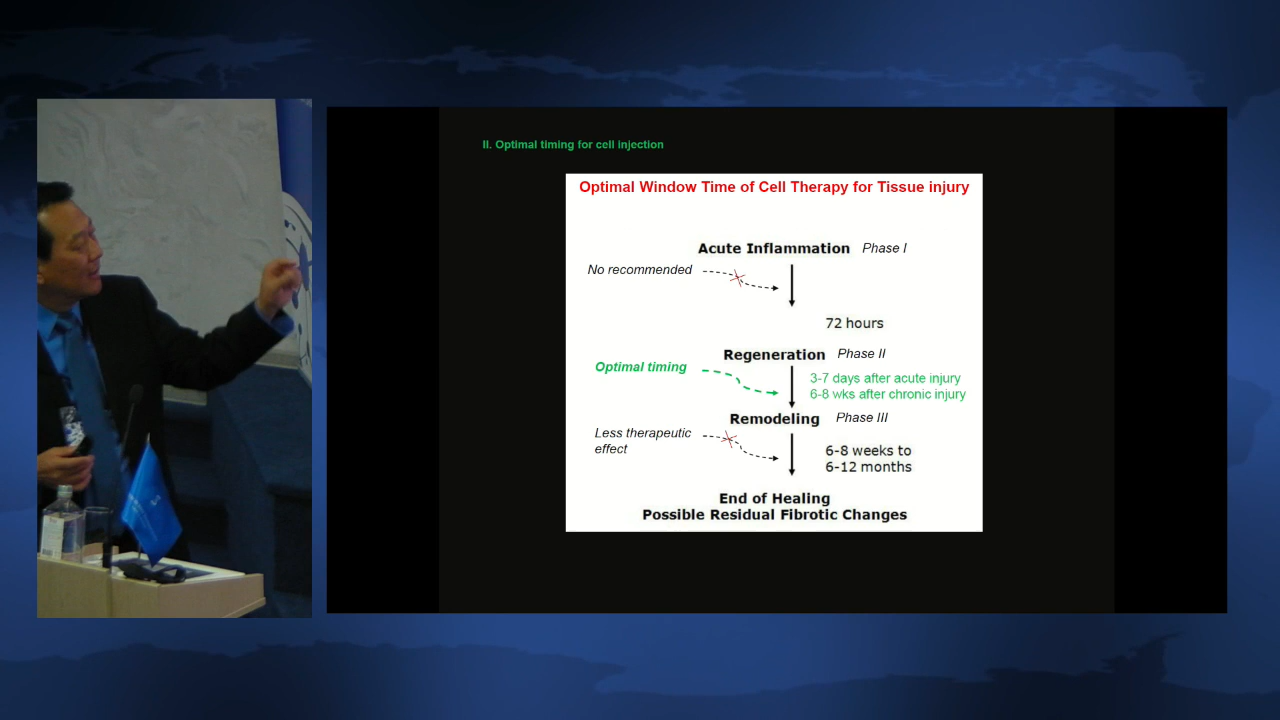 II. Optimal timing for cell injection
Optimal Window Time of Cell Therapy for Tissue injury
Acute Inflammation Phase I
No recommended
72 hours
Regeneration Phase II
Optimal timing
3-7 days after acute injury
6-8 wks after chronic injury
Remodeling Phase III
Less therapeutic
effect
6-8 weeks to
6-12 months
End of Healing
Possible Residual Fibrotic Changes